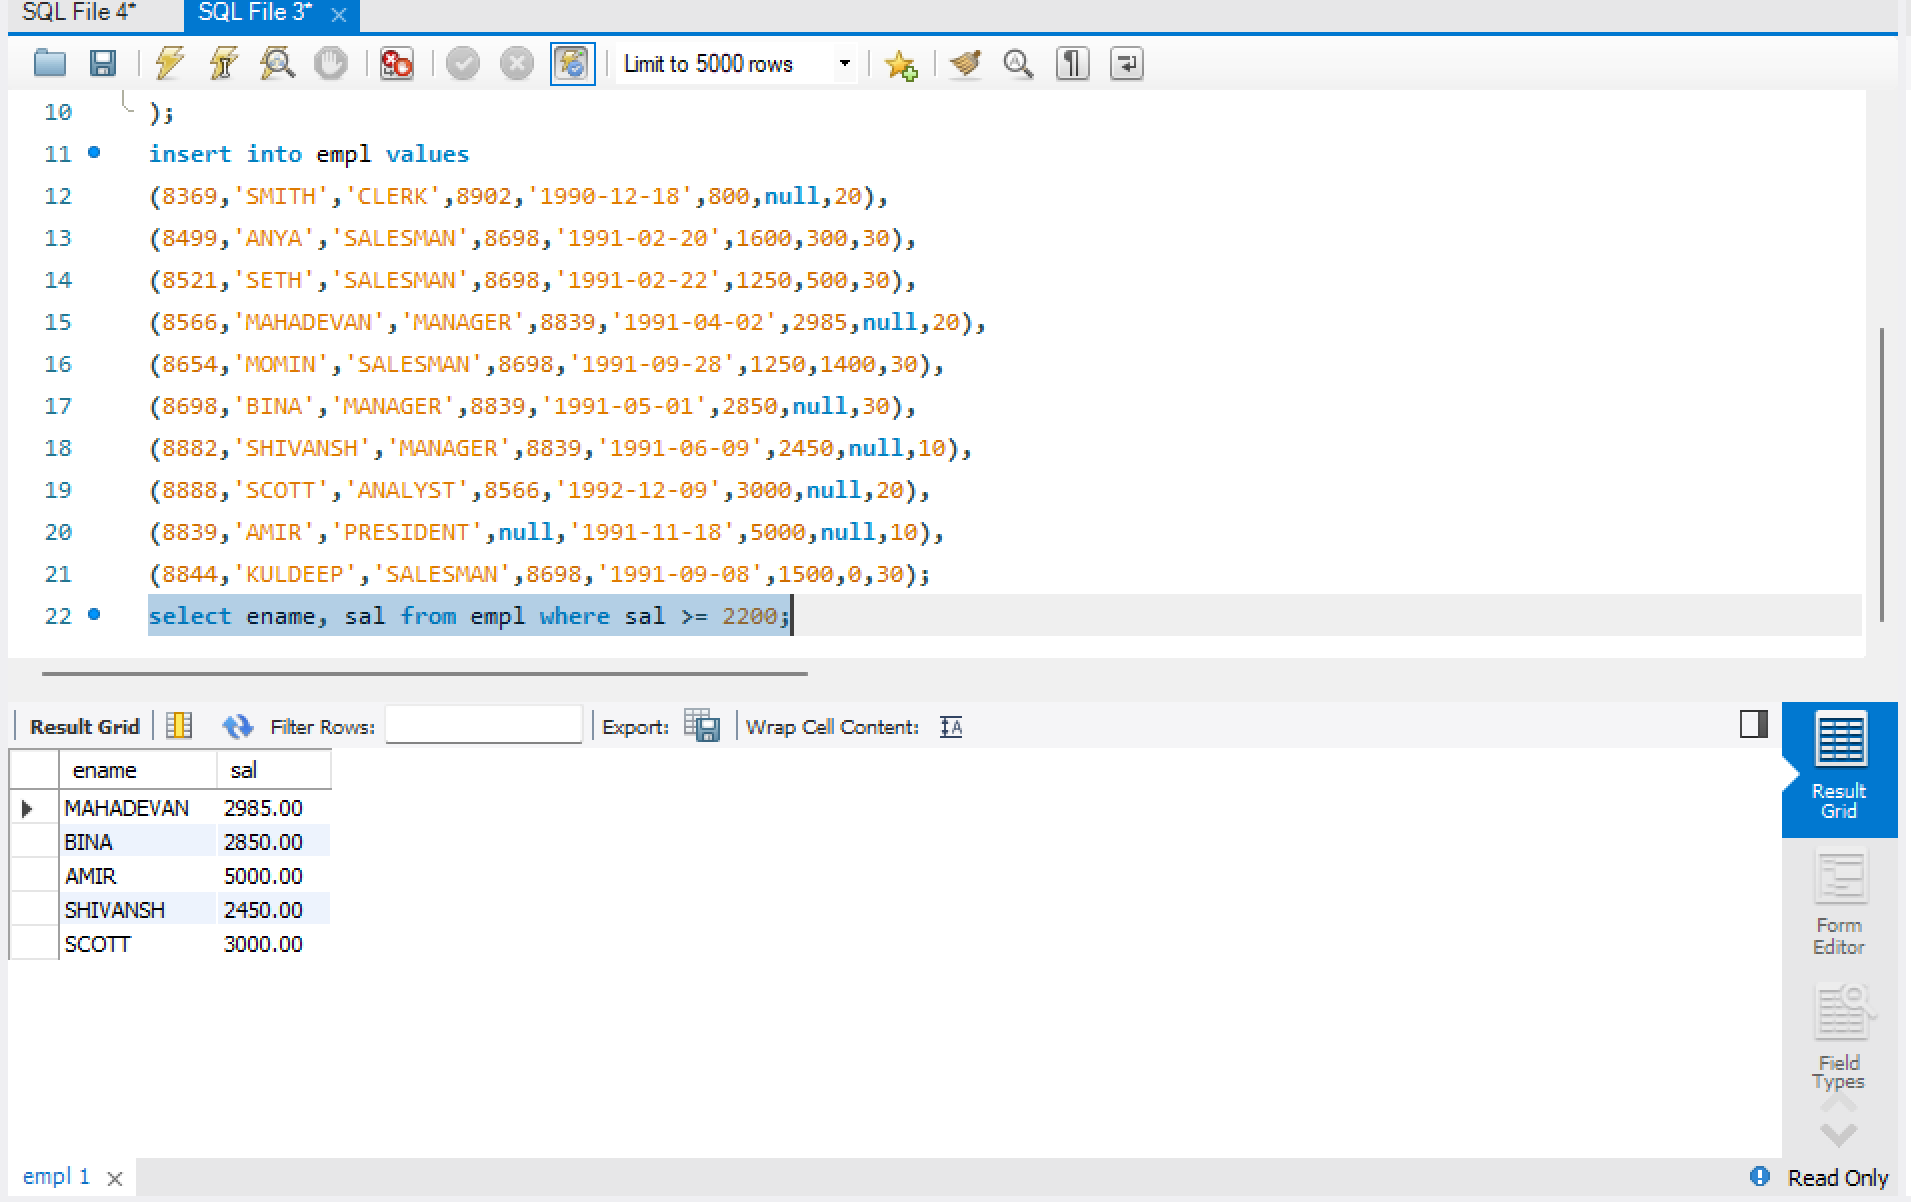 SQL File 4*
SQL File 3*
Limit to 5000 rows
10 );
11 insert into empl values
12 (8369,'SMITH','CLERK',8902,'1990-12-18',800,null,20),
13 (8499,'ANYA','SALESMAN',8698,'1991-02-20',1600,300,30),
14 (8521,'SETH','SALESMAN',8698,'1991-02-22',1250,500,30),
15 (8566,'MAHADEVAN','MANAGER',8839,'1991-04-02',2985,null,20),
16 (8654,'MOMIN','SALESMAN',8698,'1991-09-28',1250,1400,30),
17 (8698,'BINA','MANAGER',8839,'1991-05-01',2850,null,30),
18 (8882,'SHIVANSH','MANAGER',8839,'1991-06-09',2450,null,10),
19 (8888,'SCOTT','ANALYST',8566,'1992-12-09',3000,null,20),
20 (8839,'AMIR','PRESIDENT',null,'1991-11-18',5000,null,10),
21 (8844,'KULDEEP','SALESMAN',8698,'1991-09-08',1500,0,30);
22 select ename, sal from empl where sal >= 2200;
Result Grid
Filter Rows:
Export:
Wrap Cell Content:
ename sal
MAHADEVAN 2985.00
BINA 2850.00
AMIR 5000.00
SHIVANSH 2450.00
SCOTT 3000.00
Result
Grid
Form
Editor
Field
Types
empl 1
Read Only